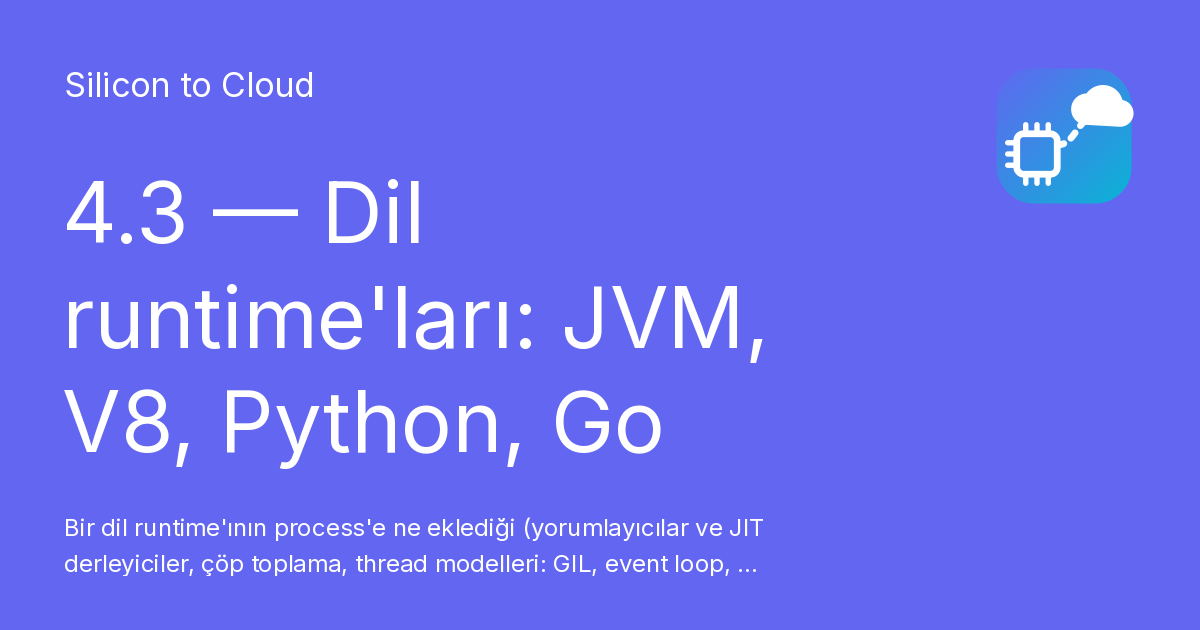 Silicon to Cloud
4.3 — Dil
runtime'ları: JVM,
V8, Python, Go
Bir dil runtime'ının process'e ne eklediği (yorumlayıcılar ve JIT
derleyiciler, çöp toplama, thread modelleri: GIL, event loop, …